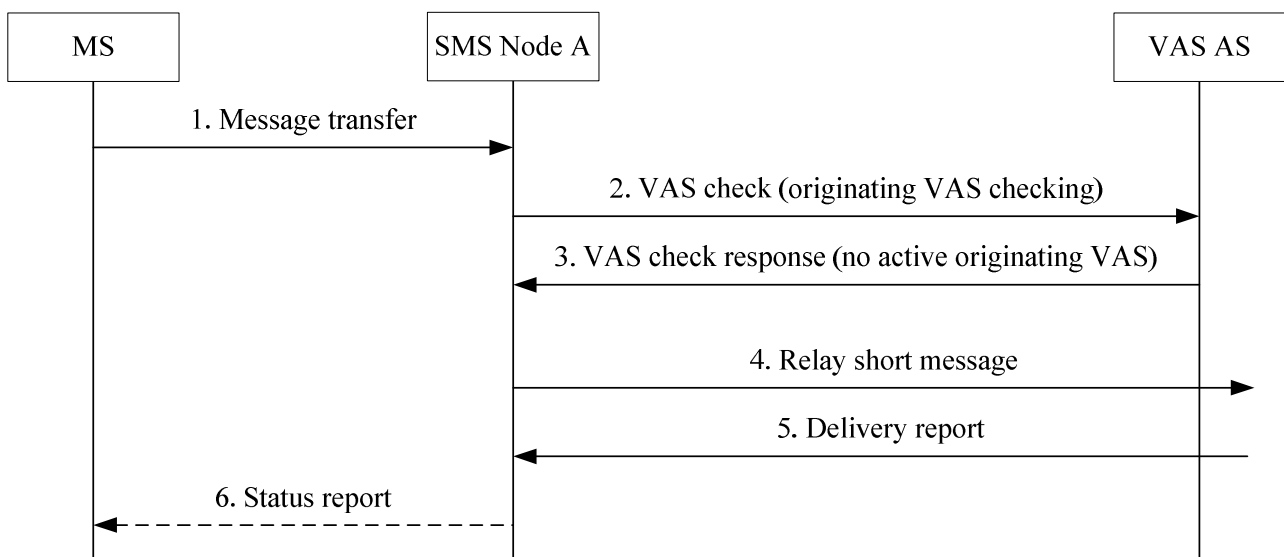 MS
SMS Node A
VAS AS
1. Message transfer
2. VAS check (originating VAS checking)
3. VAS check response (no active originating VAS)
4. Relay short message
5. Delivery report
6. Status report